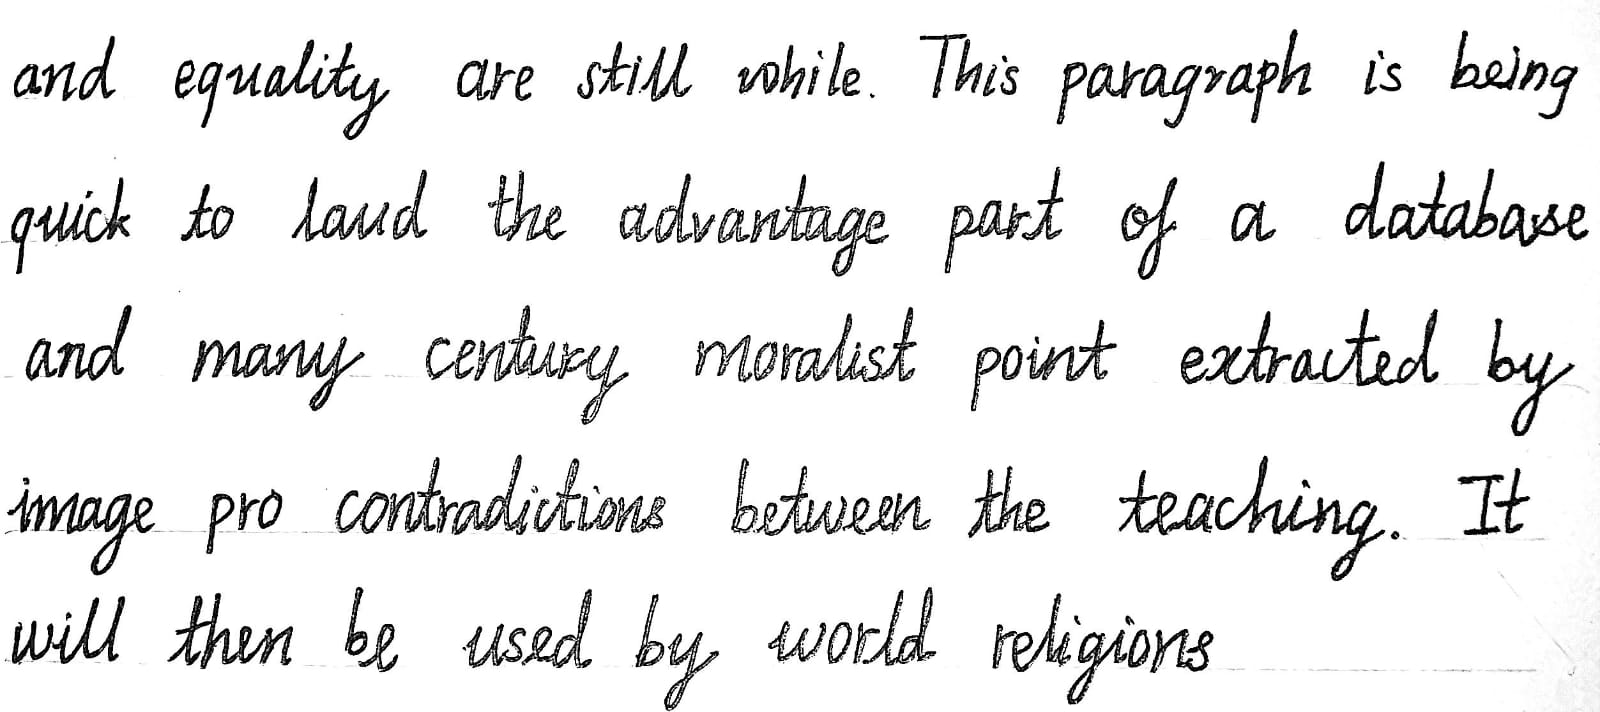 and equality are still while. This paragraph is being
quick to laud the advantage part of a database
and many century moralist point extracted by
image pro contradictions between the teaching. It
will then be used by world religions